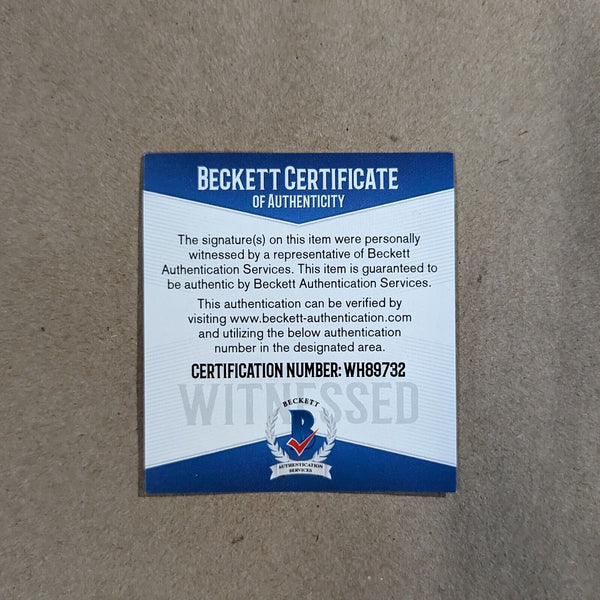 BECKETT CERTIFICATE
OF AUTHENTICITY
The signature(s) on this item were personally
witnessed by a representative of Beckett
Authentication Services. This item is guaranteed to
be authentic by Beckett Authentication Services.
This authentication can be verified by
visiting www.beckett-authentication.com
and utilizing the below authentication
number in the designated area.
CERTIFICATION NUMBER: WH89732
WITNESSED
BECKETT
B
AUTHENTICATION
SERVICES